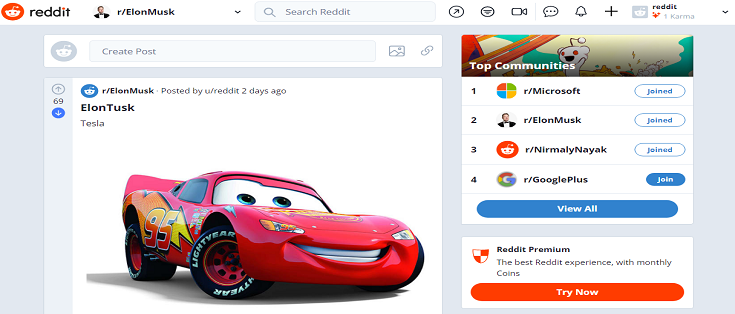 reddit
r/ElonMusk
Search Reddit
reddit
1 Karma
Create Post
r/ElonMusk · Posted by u/reddit 2 days ago
69
ElonTusk
Tesla
95
LIGHTYEAR
LIGHTYEAR
Top Communities
1 r/Microsoft Joined
2 r/ElonMusk Joined
3 r/NirmalyNayak Joined
4 r/GooglePlus Join
View All
Reddit Premium
The best Reddit experience, with monthly
Coins
Try Now